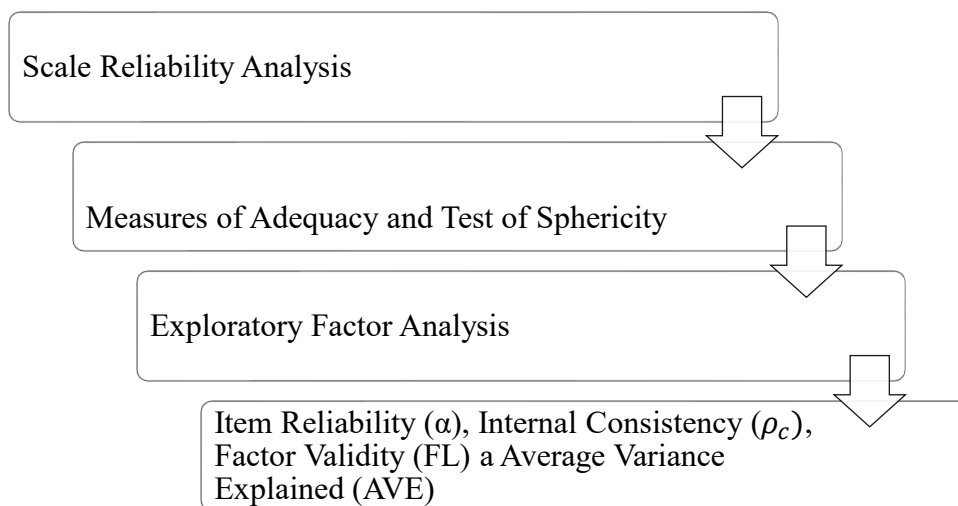 Scale Reliability Analysis
Measures of Adequacy and Test of Sphericity
Exploratory Factor Analysis
Item Reliability (α), Internal Consistency (ρ𝑐),
Factor Validity (FL) a Average Variance
Explained (AVE)